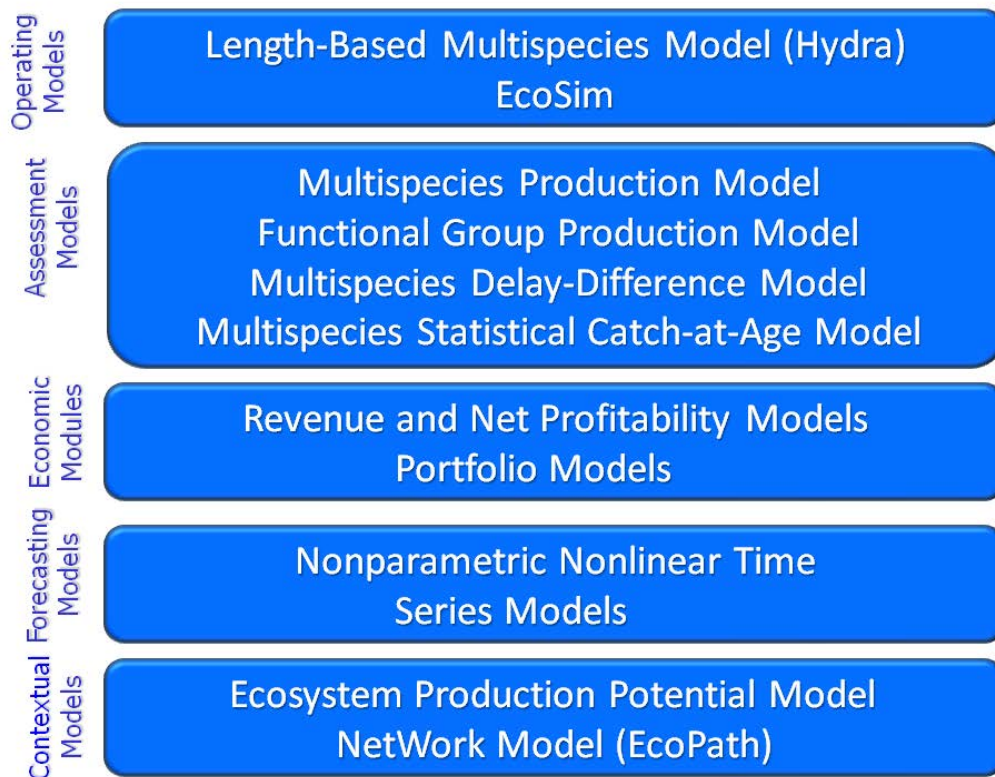 Operating
Models
Length-Based Multispecies Model (Hydra)
EcoSim
Assessment
Models
Multispecies Production Model
Functional Group Production Model
Multispecies Delay-Difference Model
Multispecies Statistical Catch-at-Age Model
Economic
Modules
Revenue and Net Profitability Models
Portfolio Models
Forecasting
Models
Nonparametric Nonlinear Time
Series Models
Contextual
Models
Ecosystem Production Potential Model
NetWork Model (EcoPath)